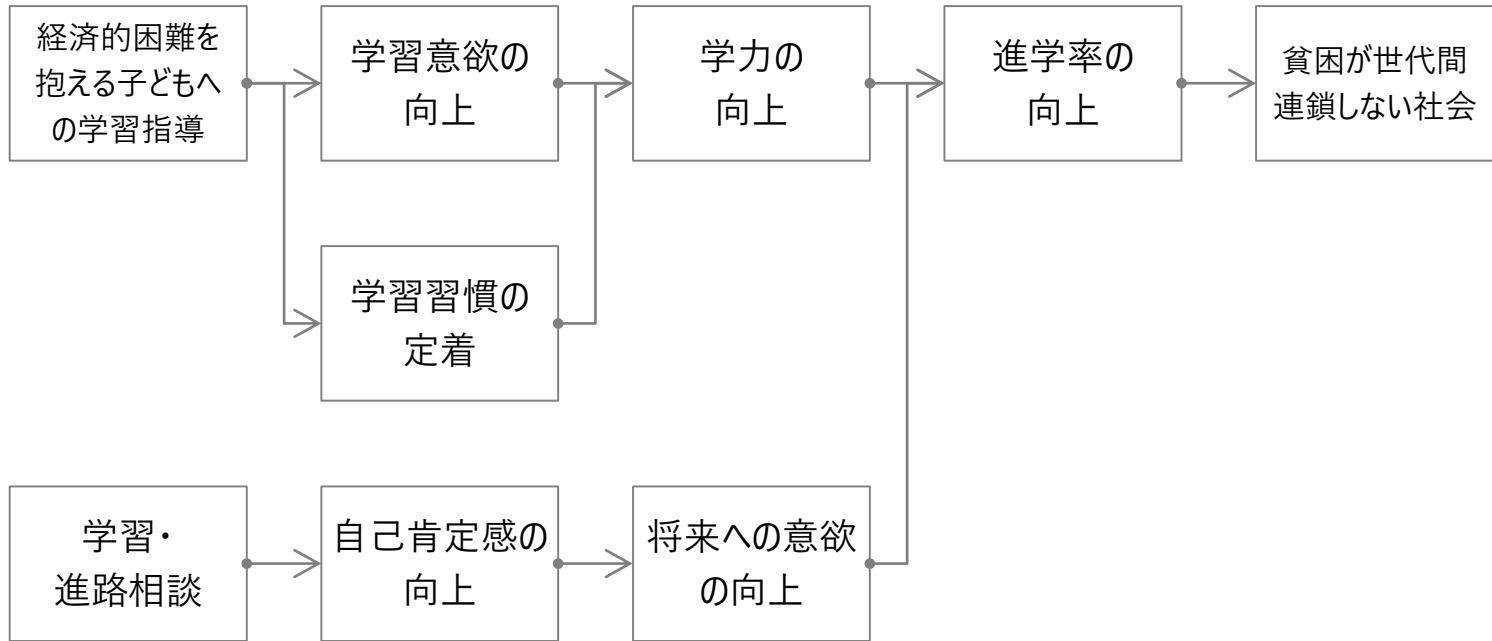 経済的困難を
抱える子どもへ
の学習指導
学習意欲の
向上
学力の
向上
進学率の
向上
貧困が世代間
連鎖しない社会
学習習慣の
定着
学習・
進路相談
自己肯定感の
向上
将来への意欲
の向上